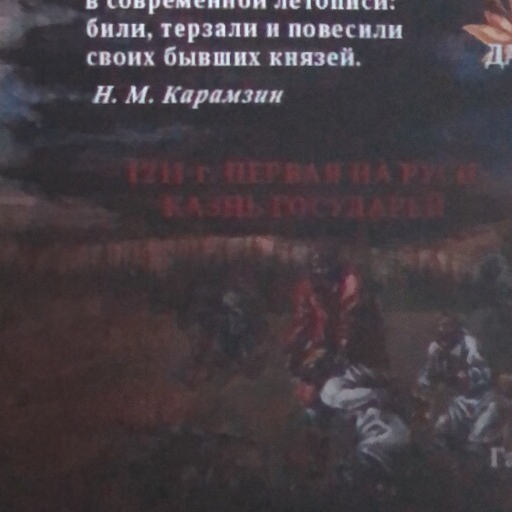 в современной летописи:
били, терзали и повесили
своих бывших князей.
Н. М. Карамзин
1211 г. ПЕРВАЯ НА РУСИ
КАЗНЬ ГОСУДАРЕЙ